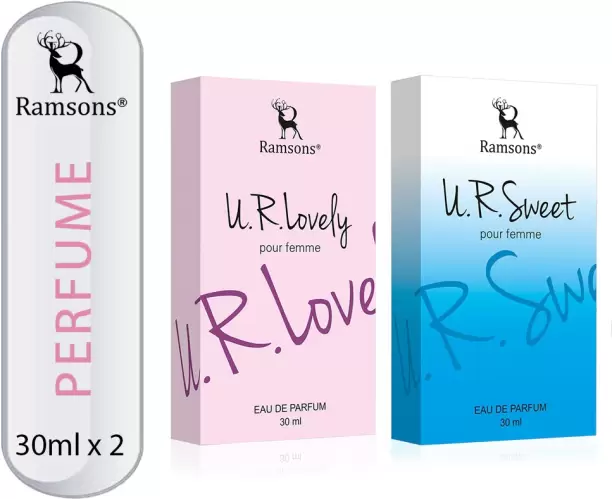 Ramsons®
PERFUME
30ml x 2
Ramsons®
U.R.Lovely
pour femme
U.R.Love
EAU DE PARFUM
30 ml
Ramsons®
U.R.Sweet
pour femme
U.R.Swe
EAU DE PARFUM
30 ml